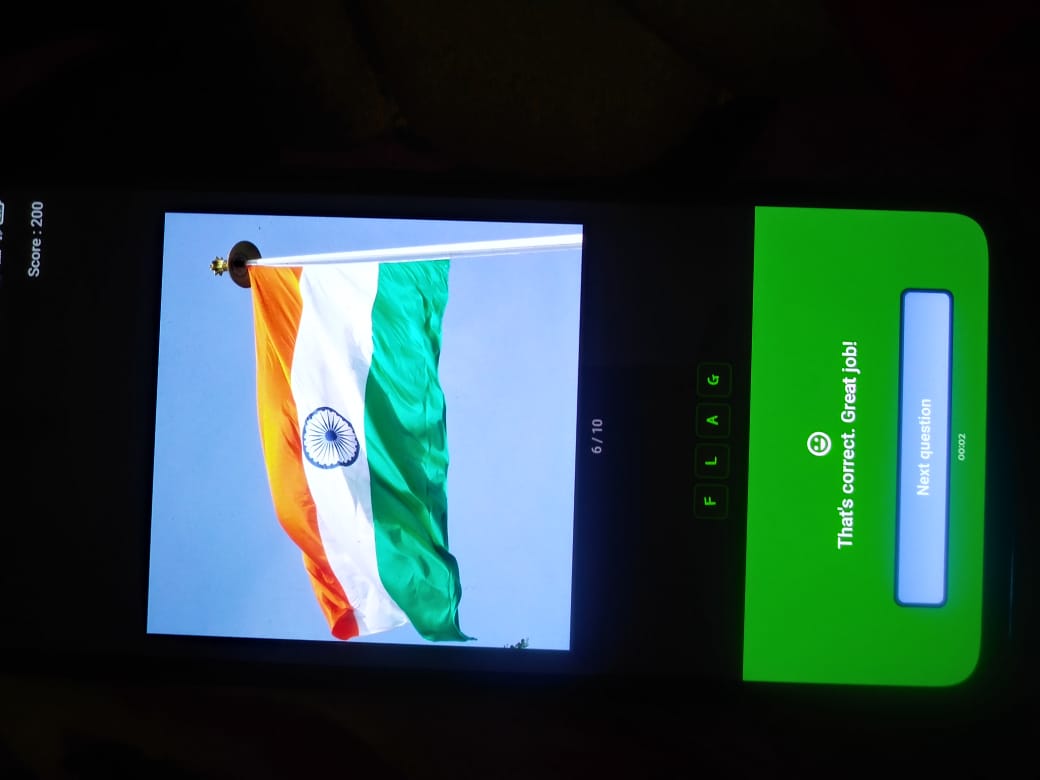 Score : 200
6 / 10
F L A G
That's correct. Great job!
Next question
00:02